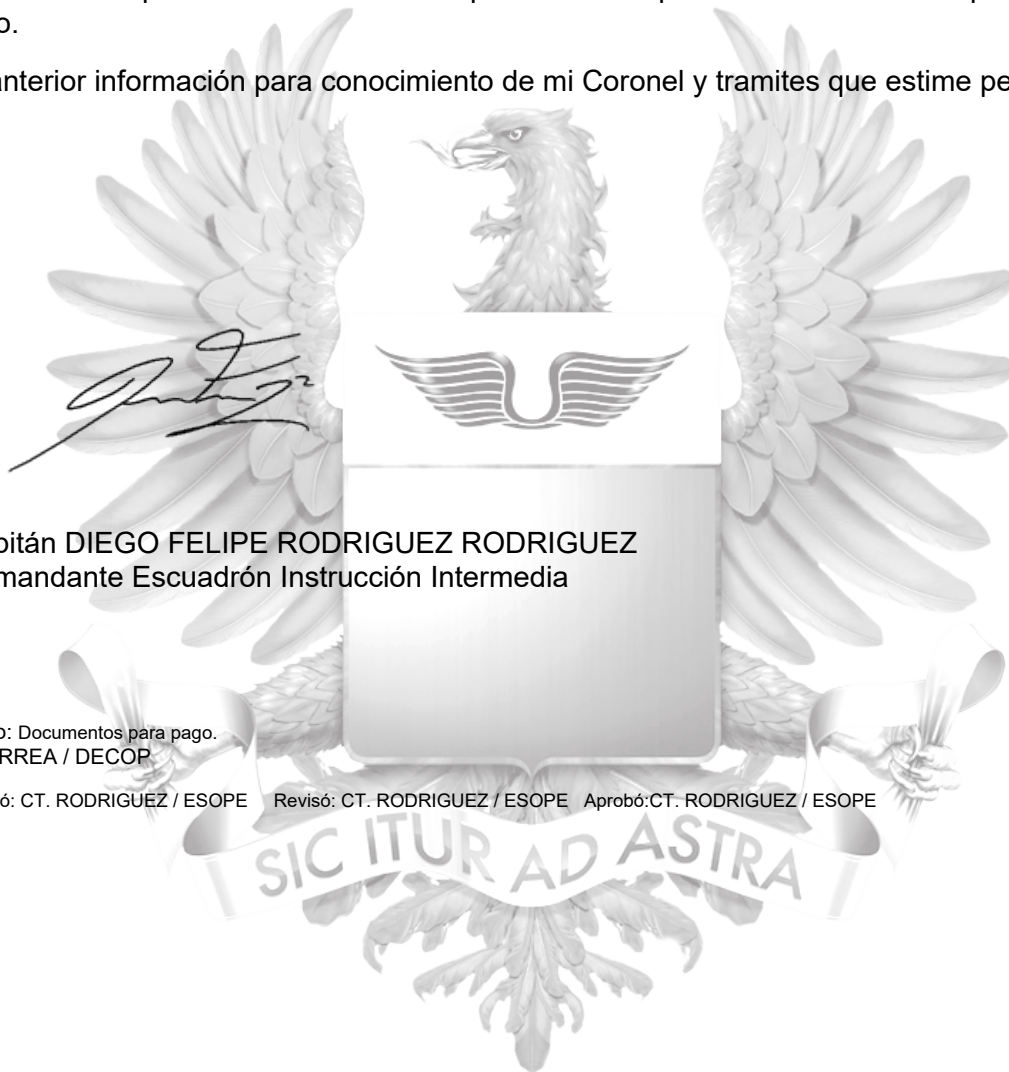 o.
anterior información para conocimiento de mi Coronel y tramites que estime pe
pitán DIEGO FELIPE RODRIGUEZ RODRIGUEZ
mandante Escuadrón Instrucción Intermedia
o: Documentos para pago.
RREA / DECOP
ó: CT. RODRIGUEZ / ESOPE Revisó: CT. RODRIGUEZ / ESOPE Aprobó:CT. RODRIGUEZ / ESOPE
SIC ITUR AD ASTRA